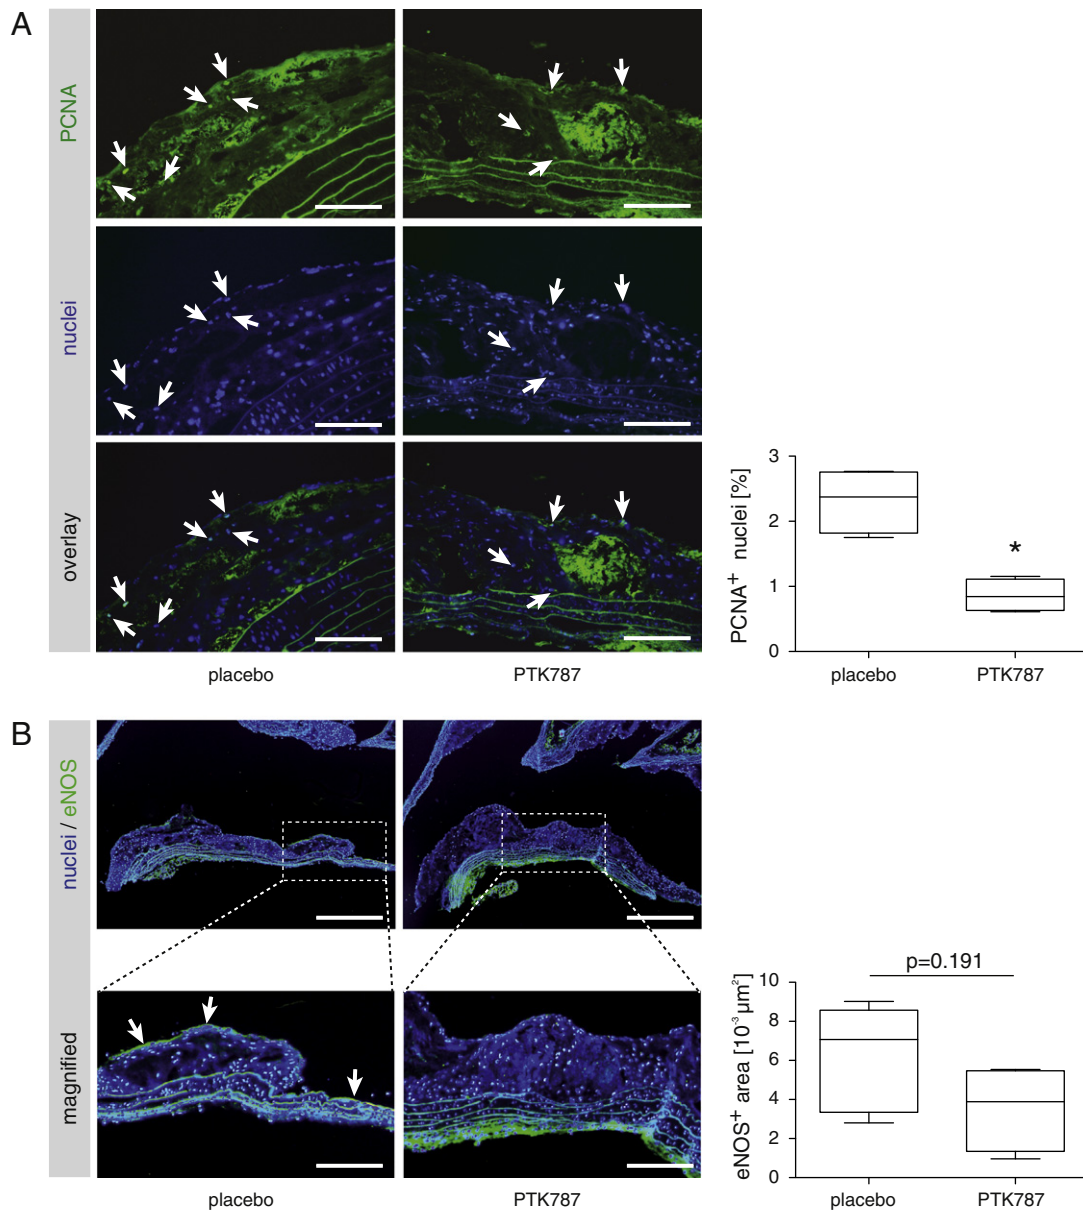 A
PCNA
nuclei
overlay
placebo
PTK787
PCNA⁺ nuclei [%]
3
2
1
0
*
placebo
PTK787
B
nuclei / eNOS
magnified
placebo
PTK787
eNOS⁺ area [10⁻³ µm²]
10
8
6
4
2
0
p=0.191
placebo
PTK787